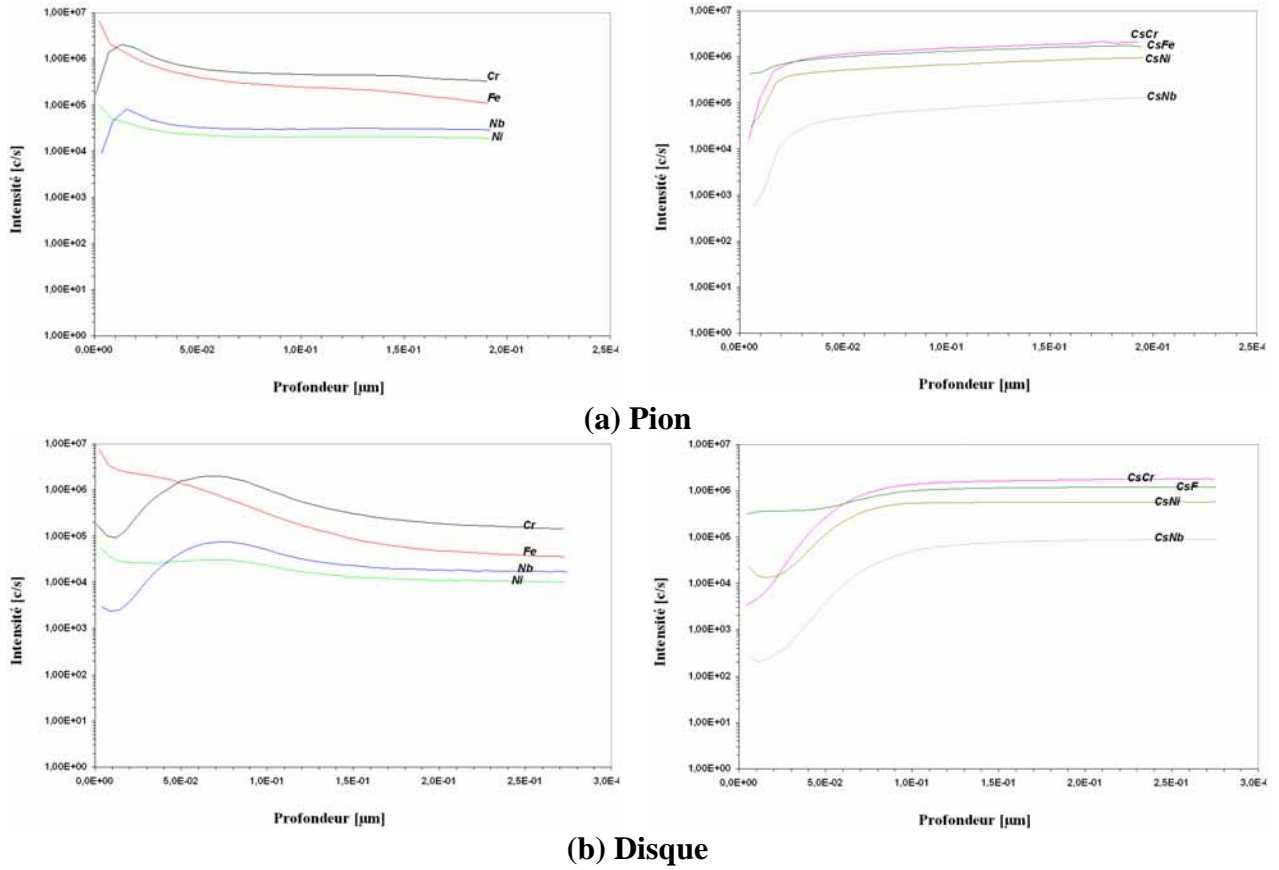 1,00E+07
1,00E+06
1,00E+05
1,00E+04
1,00E+03
1,00E+02
1,00E+01
1,00E+00
Intensité [c/s]
Cr
Fe
Nb
Ni
0,0E+00 5,0E-02 1,0E-01 1,5E-01 2,0E-01 2,5E-
Profondeur [µm]
1,00E+07
1,00E+06
1,00E+05
1,00E+04
1,00E+03
1,00E+02
1,00E+01
1,00E+00
Intensité [c/s]
CsCr
CsFe
CsNi
CsNb
0,0E+00 5,0E-02 1,0E-01 1,5E-01 2,0E-01 2,5E-
Profondeur [µm]
(a) Pion
1,00E+07
1,00E+06
1,00E+05
1,00E+04
1,00E+03
1,00E+02
1,00E+01
1,00E+00
Intensité [c/s]
Cr
Fe
Nb
Ni
0,0E+00 5,0E-02 1,0E-01 1,5E-01 2,0E-01 2,5E-01 3,0E-
Profondeur [µm]
1,00E+07
1,00E+06
1,00E+05
1,00E+04
1,00E+03
1,00E+02
1,00E+01
1,00E+00
Intensité [c/s]
CsCr
CsF
CsNi
CsNb
0,0E+00 5,0E-02 1,0E-01 1,5E-01 2,0E-01 2,5E-01 3,0E-
Profondeur [µm]
(b) Disque